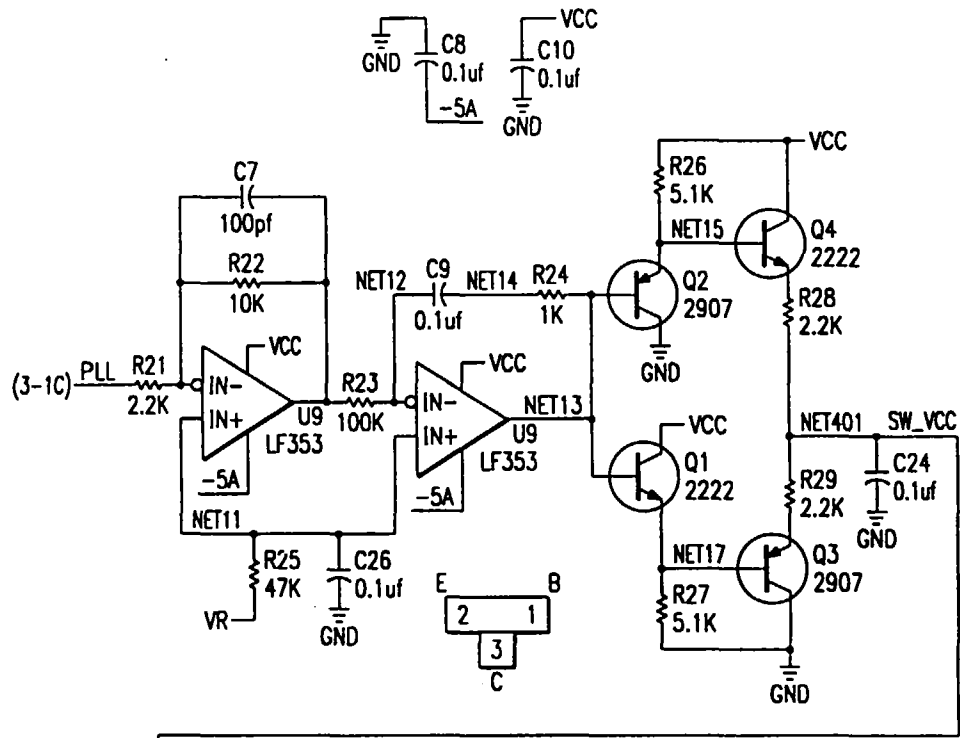 VCC
C8
0.1uf
GND
-5A
C10
0.1uf
GND
VCC
C7
100pf
R26
5.1K
NET15
Q4
2222
R22
10K
NET12
C9
0.1uf
NET14
R24
1K
Q2
2907
GND
R28
2.2K
(3-1C)
PLL
R21
2.2K
VCC
IN-
IN+
U9
LF353
-5A
R23
100K
VCC
IN-
IN+
U9
LF353
-5A
NET13
VCC
Q1
2222
NET401
SW_VCC
C24
0.1uf
GND
R29
2.2K
NET11
R25
47K
VR
C26
0.1uf
GND
NET17
Q3
2907
R27
5.1K
GND
E
B
2
1
3
C